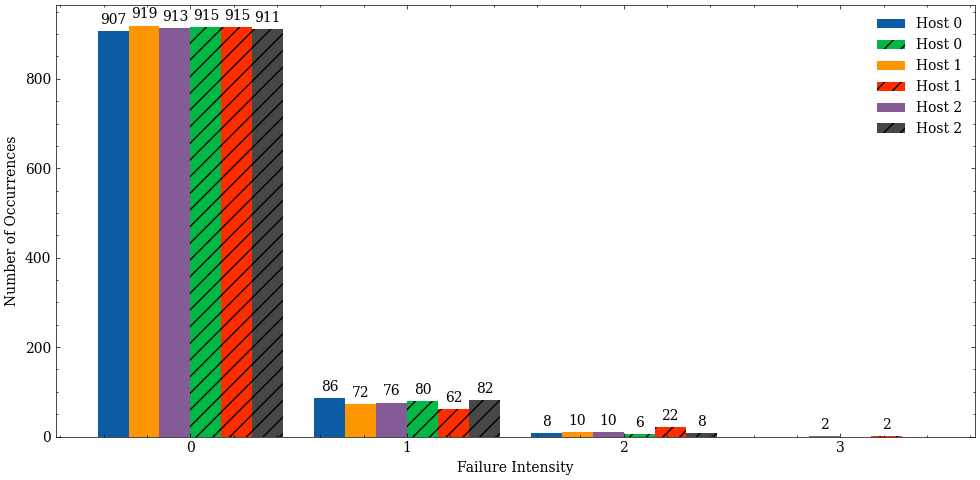 907 919 913 915 915 911
86 72 76 80 62 82
8 10 10 6 22 8
2 2
Host 0
Host 0
Host 1
Host 1
Host 2
Host 2
800
600
400
200
0
Number of Occurrences
0 1 2 3
Failure Intensity